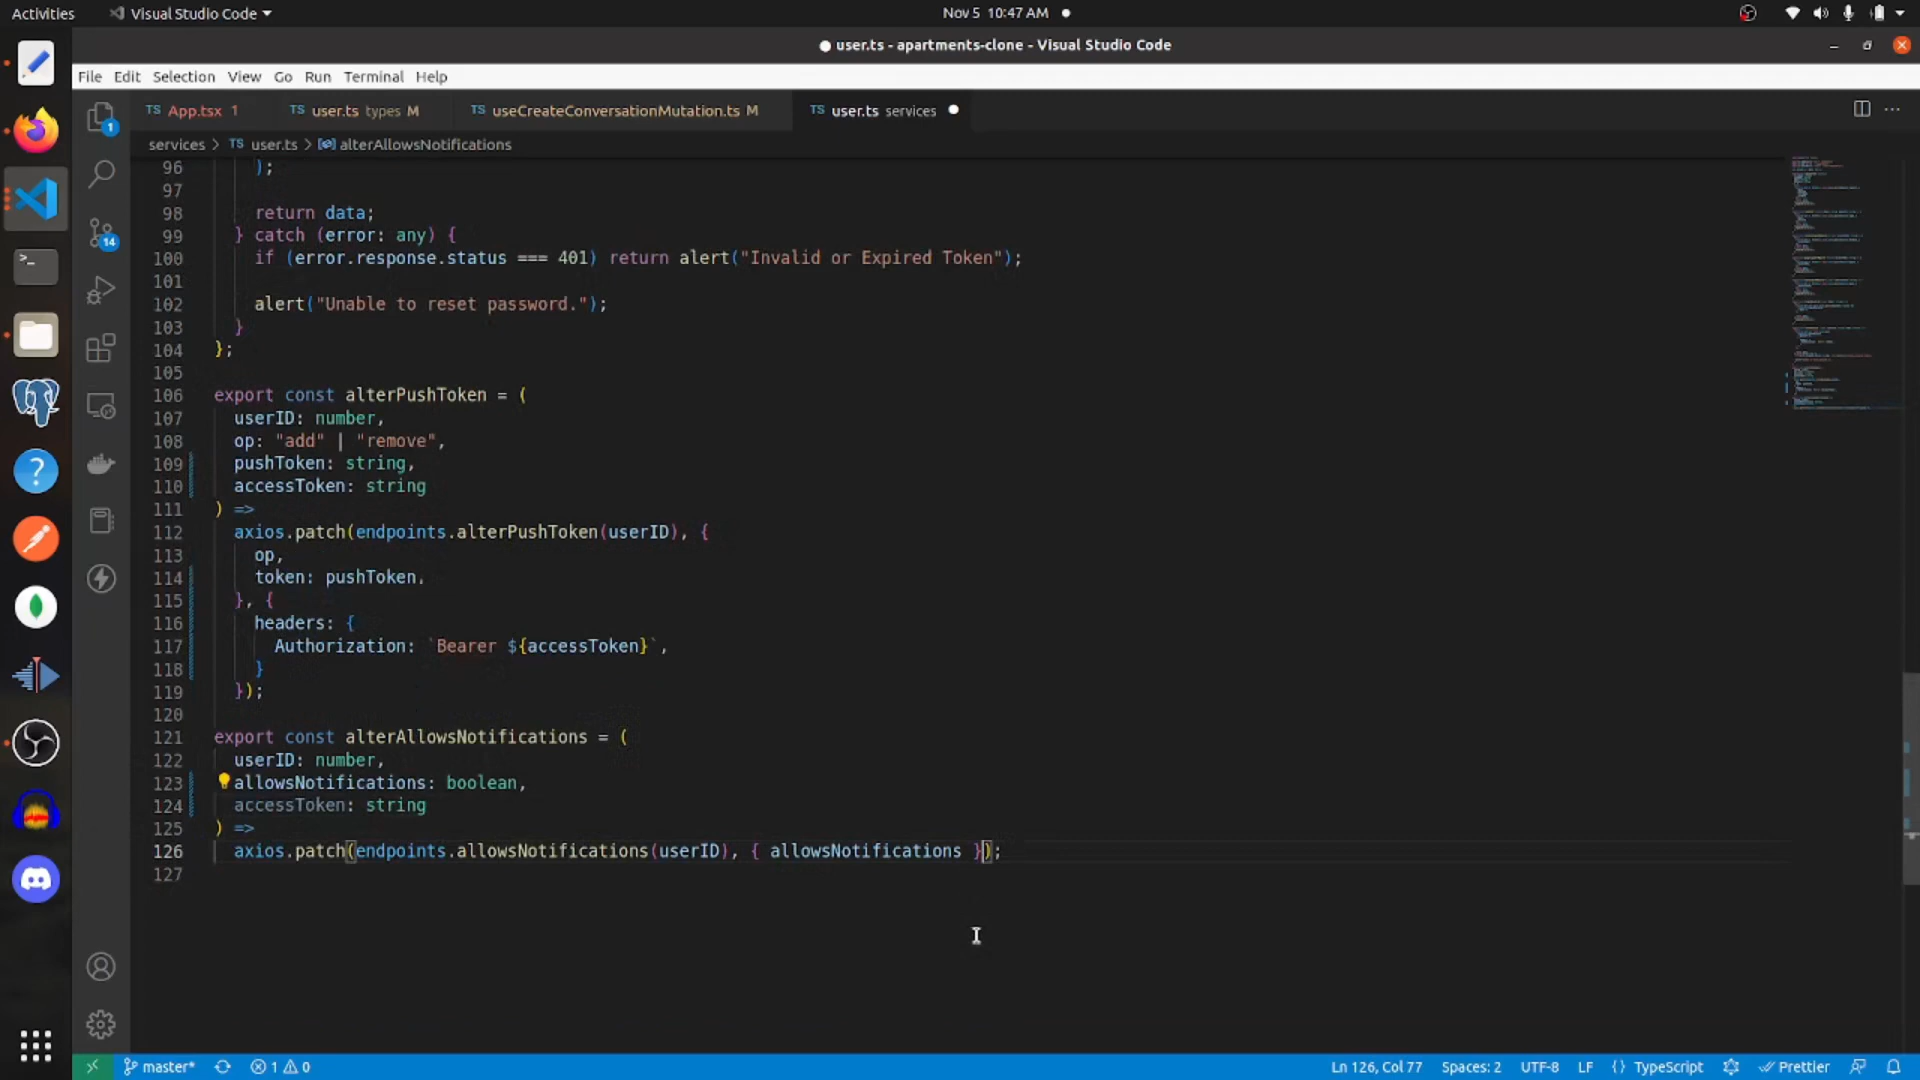 Activities
Visual Studio Code
Nov 5 10:47 AM
user.ts - apartments-clone - Visual Studio Code
File Edit Selection View Go Run Terminal Help
TS App.tsx 1
TS user.ts types M
TS useCreateConversationMutation.ts M
TS user.ts services
services > TS user.ts > alterAllowsNotifications
96 );
97
98 return data;
99 } catch (error: any) {
100 if (error.response.status === 401) return alert("Invalid or Expired Token");
101
102 alert("Unable to reset password.");
103 }
104 };
105
106 export const alterPushToken = (
107 userID: number,
108 op: "add" | "remove",
109 pushToken: string,
110 accessToken: string
111 ) =>
112 axios.patch(endpoints.alterPushToken(userID), {
113 op,
114 token: pushToken,
115 }, {
116 headers: {
117 Authorization: `Bearer ${accessToken}`,
118 }
119 });
120
121 export const alterAllowsNotifications = (
122 userID: number,
123 allowsNotifications: boolean,
124 accessToken: string
125 ) =>
126 axios.patch(endpoints.allowsNotifications(userID), { allowsNotifications });
127
1
14
master*
1 0
Ln 126, Col 77
Spaces: 2
UTF-8
LF
{} TypeScript
Prettier